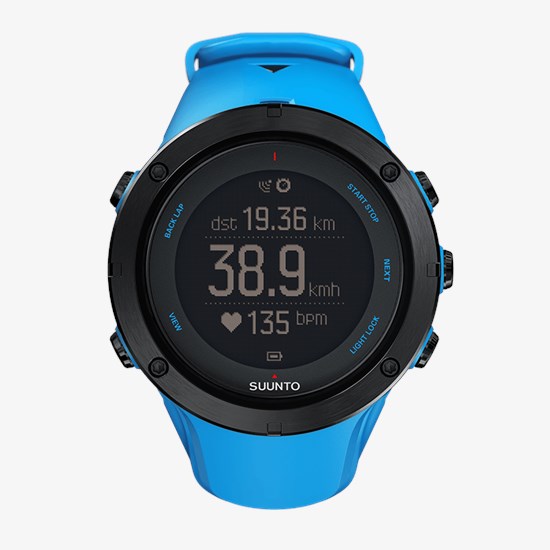 BACK LAP
START STOP
dst 19.36 km
38.9 kmh
NEXT
135 bpm
VIEW
LIGHT LOCK
SUUNTO